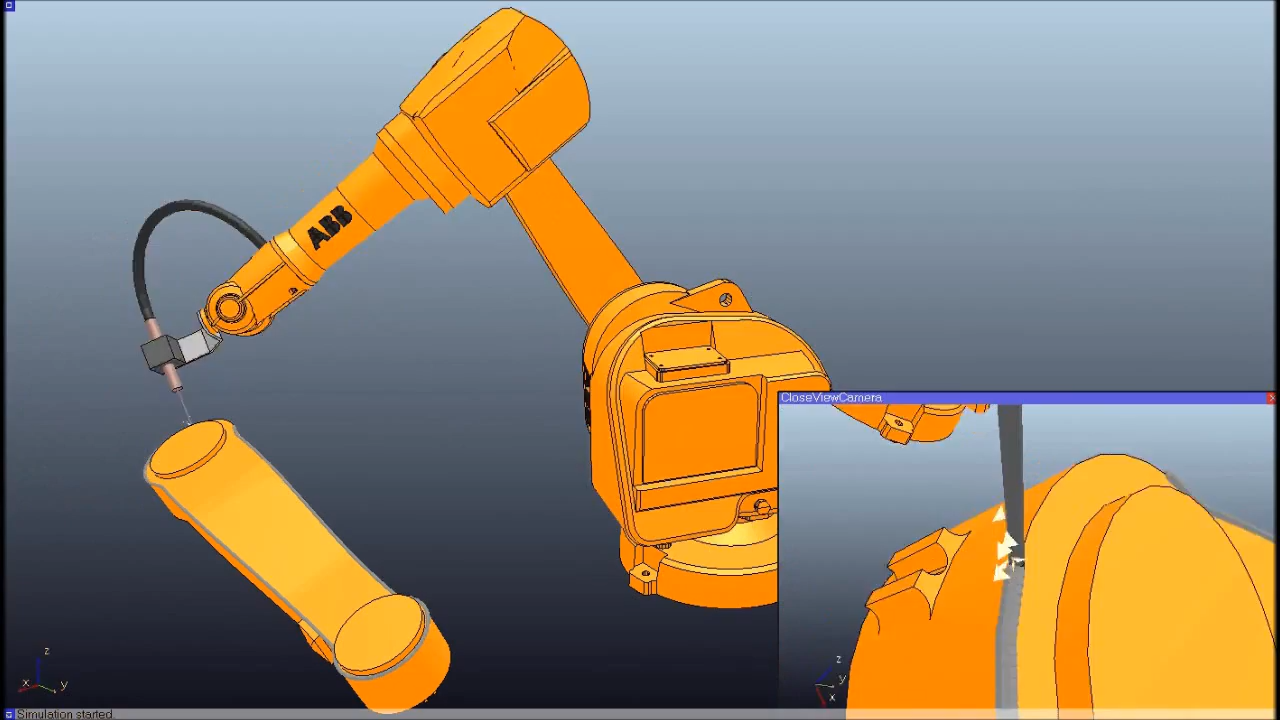 ABB
CloseViewCamera
z
x
y
z
y
x
Simulation started.